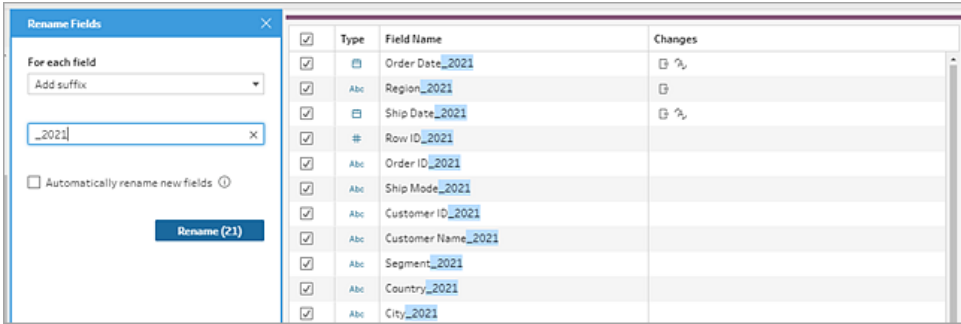 Rename Fields
For each field
Add suffix
_2021
Automatically rename new fields
Rename (21)
Type Field Name Changes
Order Date_2021
Abc Region_2021
Ship Date_2021
# Row ID_2021
Abc Order ID_2021
Abc Ship Mode_2021
Abc Customer ID_2021
Abc Customer Name_2021
Abc Segment_2021
Abc Country_2021
Abc City_2021